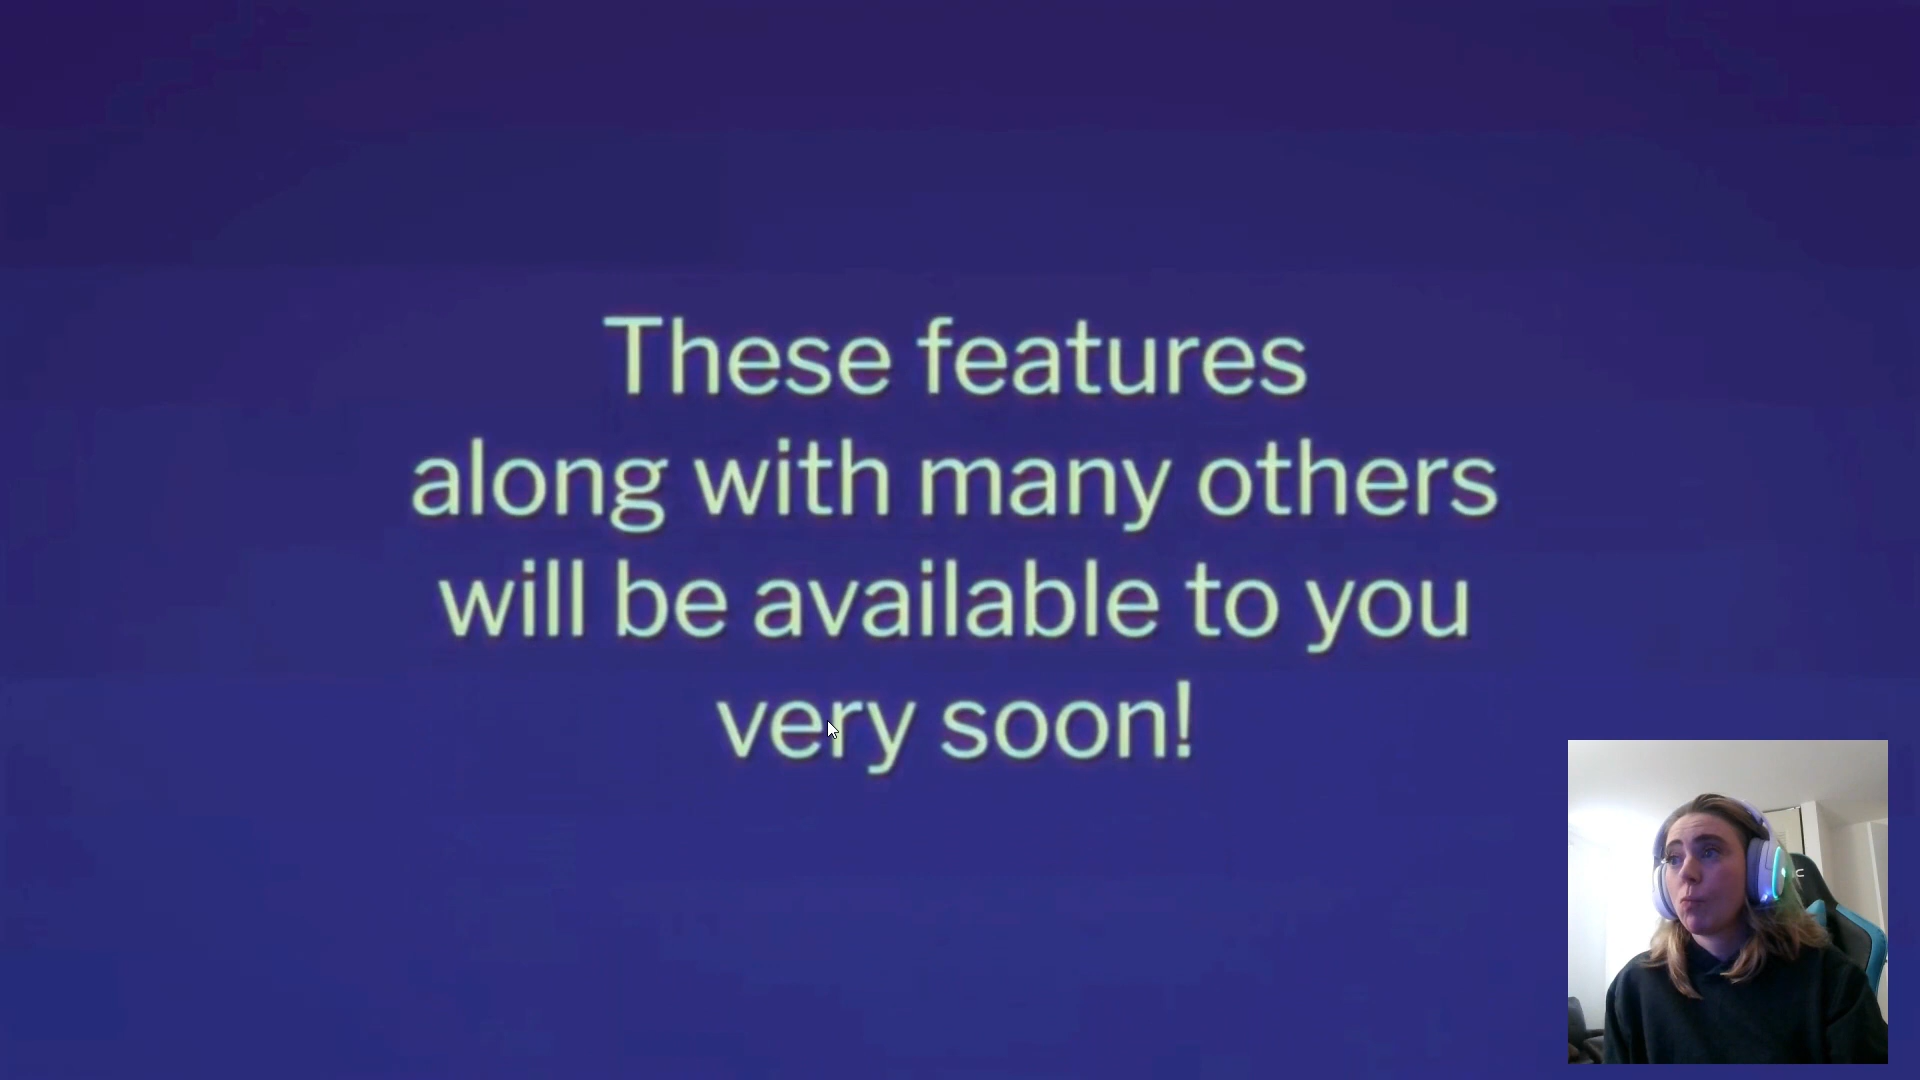 These features
along with many others
will be available to you
very soon!